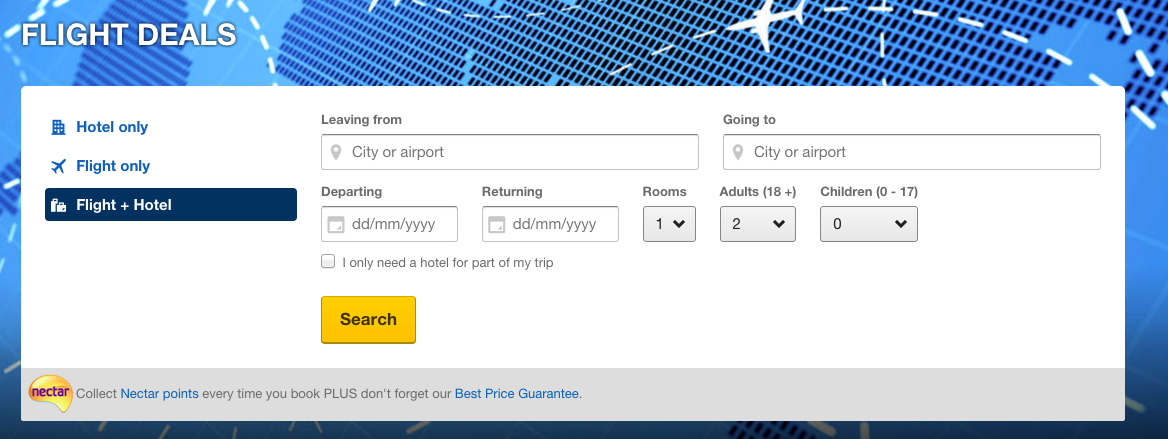 FLIGHT DEALS
Hotel only
Flight only
Flight + Hotel
Leaving from
City or airport
Going to
City or airport
Departing
dd/mm/yyyy
Returning
dd/mm/yyyy
Rooms
1
Adults (18 +)
2
Children (0 - 17)
0
I only need a hotel for part of my trip
Search
nectar Collect Nectar points every time you book PLUS don't forget our Best Price Guarantee.